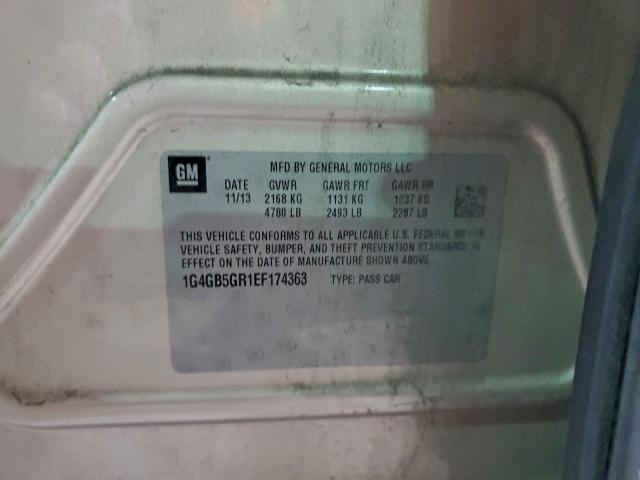 GM
MFD BY GENERAL MOTORS LLC
DATE GVWR GAWR FRT GAWR RR
11/13 2168 KG 1131 KG 1037 KG
4780 LB 2493 LB 2287 LB
THIS VEHICLE CONFORMS TO ALL APPLICABLE U.S. FEDERAL MOTOR
VEHICLE SAFETY, BUMPER, AND THEFT PREVENTION STANDARDS IN
EFFECT ON THE DATE OF MANUFACTURE SHOWN ABOVE.
1G4GB5GR1EF174363 TYPE: PASS CAR